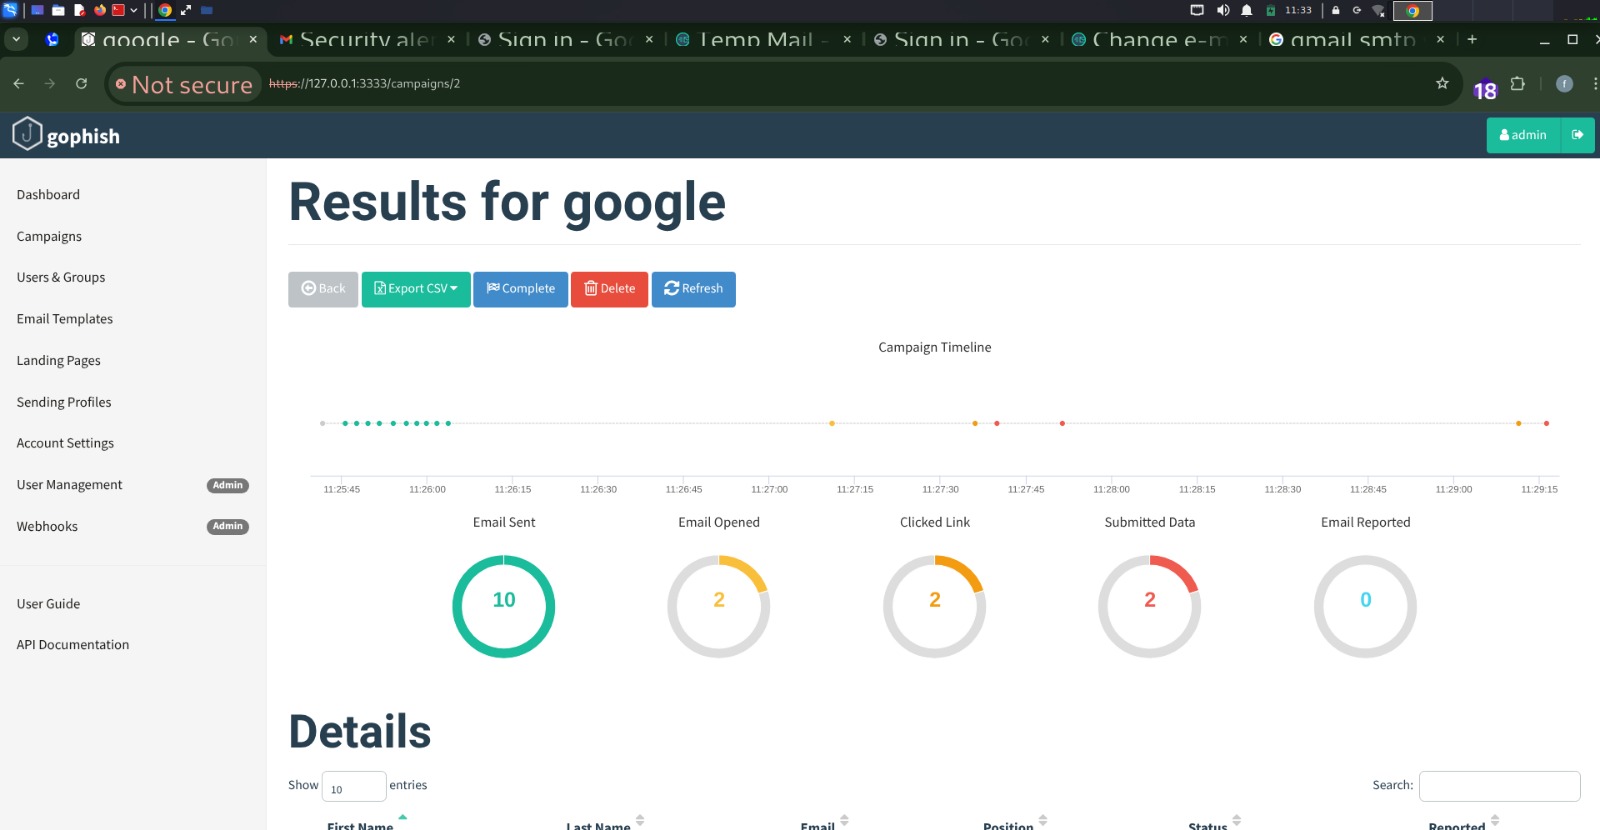 11:33
google - Go
Security aler
Sign in - Goo
Temp Mail -
Sign in - Goo
Change e-m
gmail smtp
Not secure https://127.0.0.1:3333/campaigns/2
18
f
gophish
admin
Dashboard
Campaigns
Users & Groups
Email Templates
Landing Pages
Sending Profiles
Account Settings
User Management Admin
Webhooks Admin
User Guide
API Documentation
Results for google
Back Export CSV Complete Delete Refresh
Campaign Timeline
11:25:45 11:26:00 11:26:15 11:26:30 11:26:45 11:27:00 11:27:15 11:27:30 11:27:45 11:28:00 11:28:15 11:28:30 11:28:45 11:29:00 11:29:15
Email Sent Email Opened Clicked Link Submitted Data Email Reported
10 2 2 2 0
Details
Show 10 entries Search:
First Name Last Name Email Position Status Reported